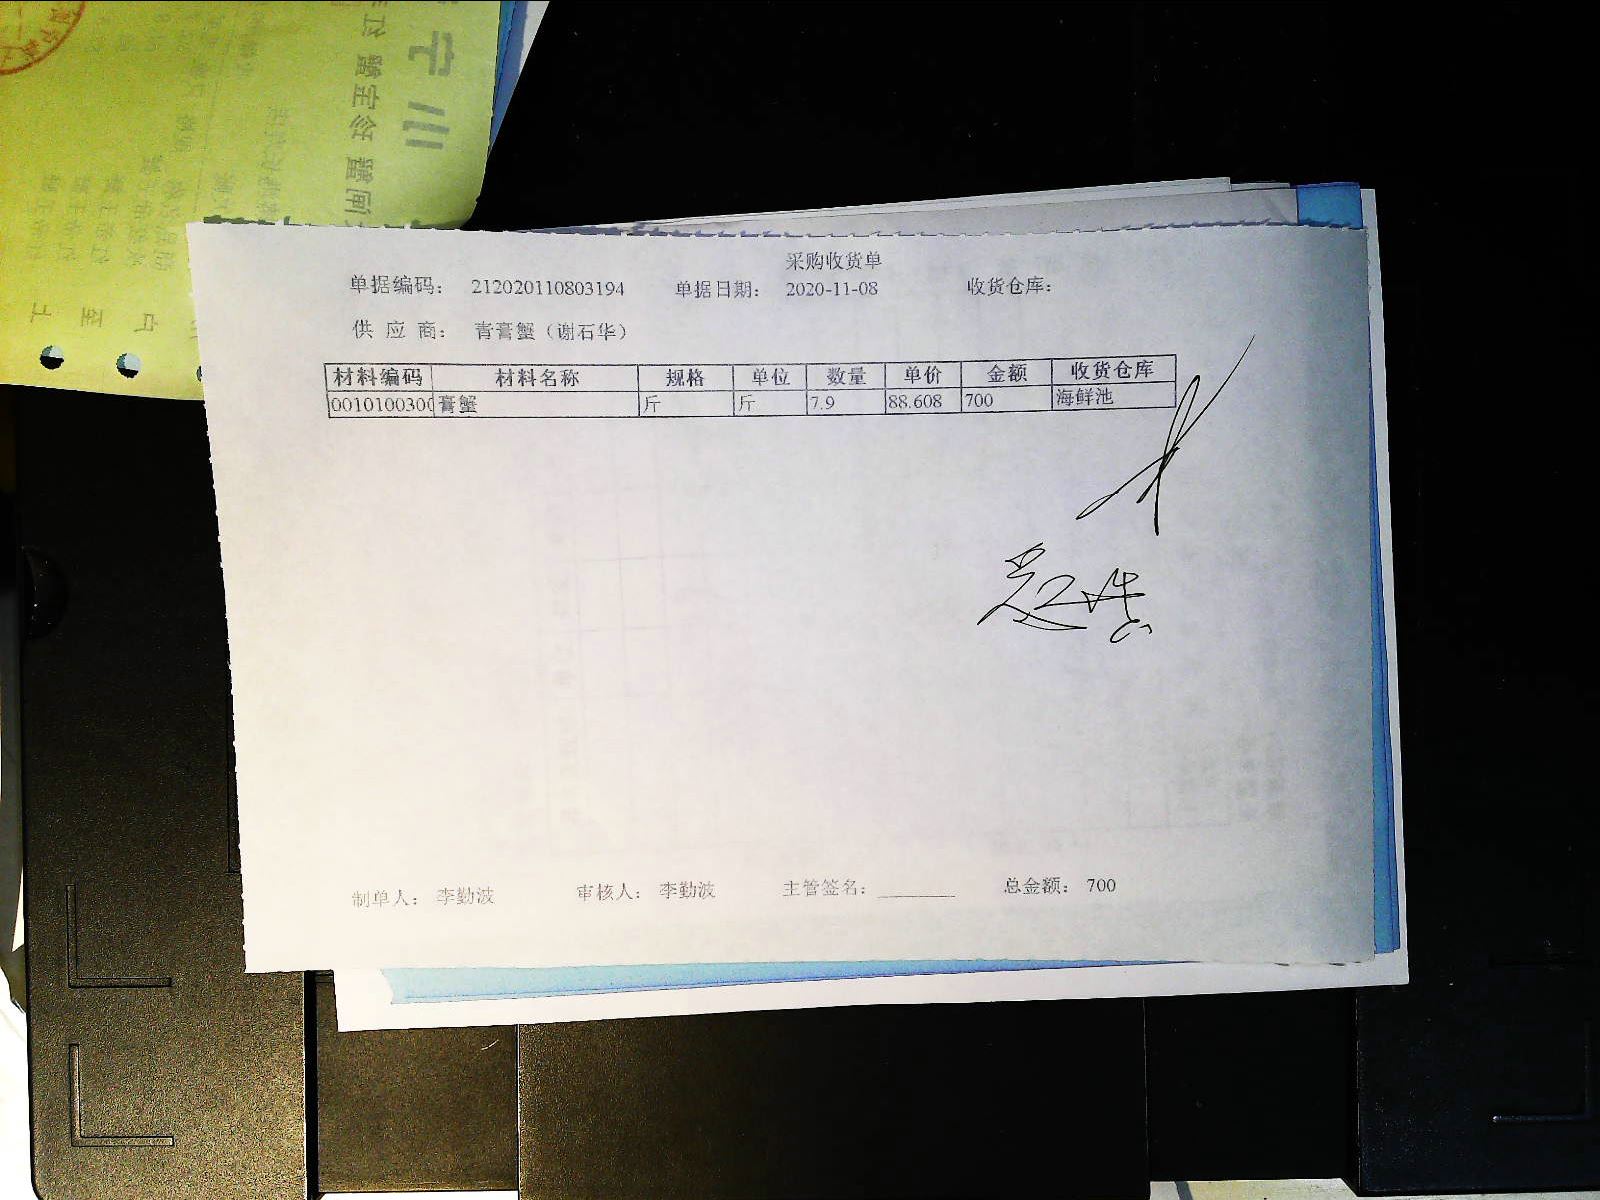 采购收货单
单据编码： 212020110803194 单据日期： 2020-11-08 收货仓库：
供 应 商： 青膏蟹（谢石华）
材料编码 材料名称 规格 单位 数量 单价 金额 收货仓库
0010100300 膏蟹 斤 斤 7.9 88.608 700 海鲜池
制单人： 李勤波 审核人： 李勤波 主管签名： 总金额： 700